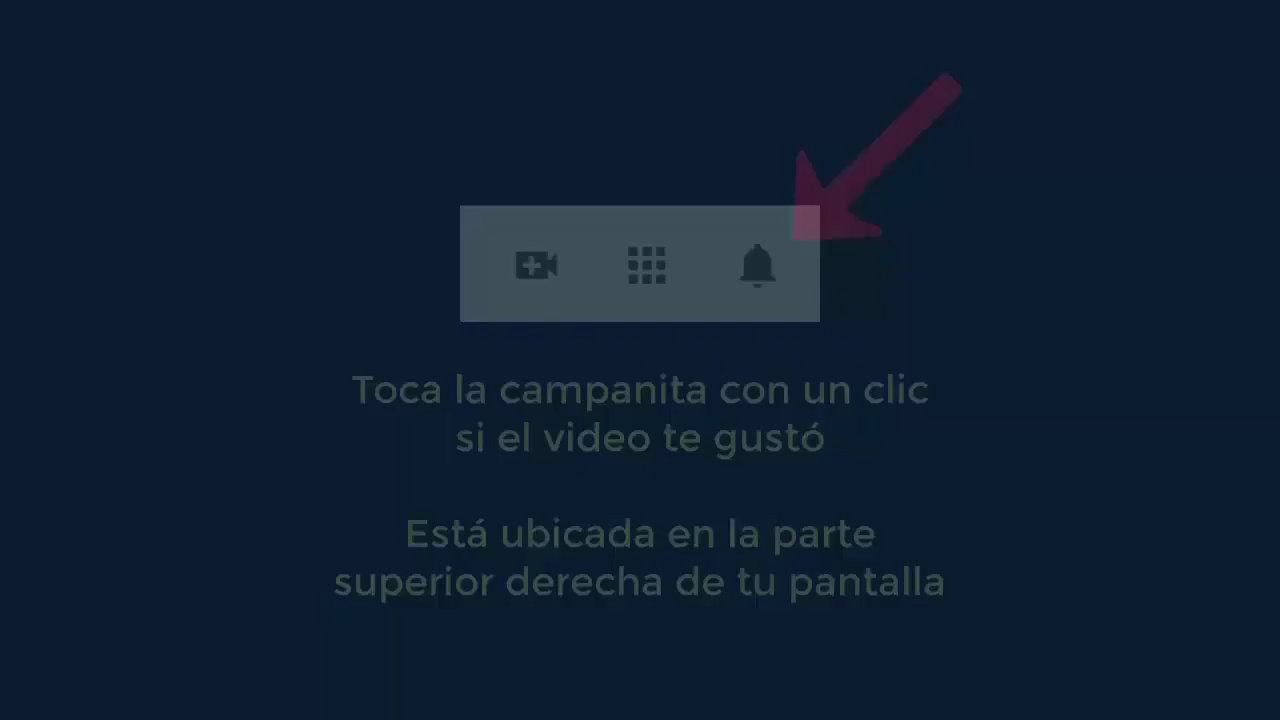 Toca la campanita con un clic
si el video te gustó
Está ubicada en la parte
superior derecha de tu pantalla